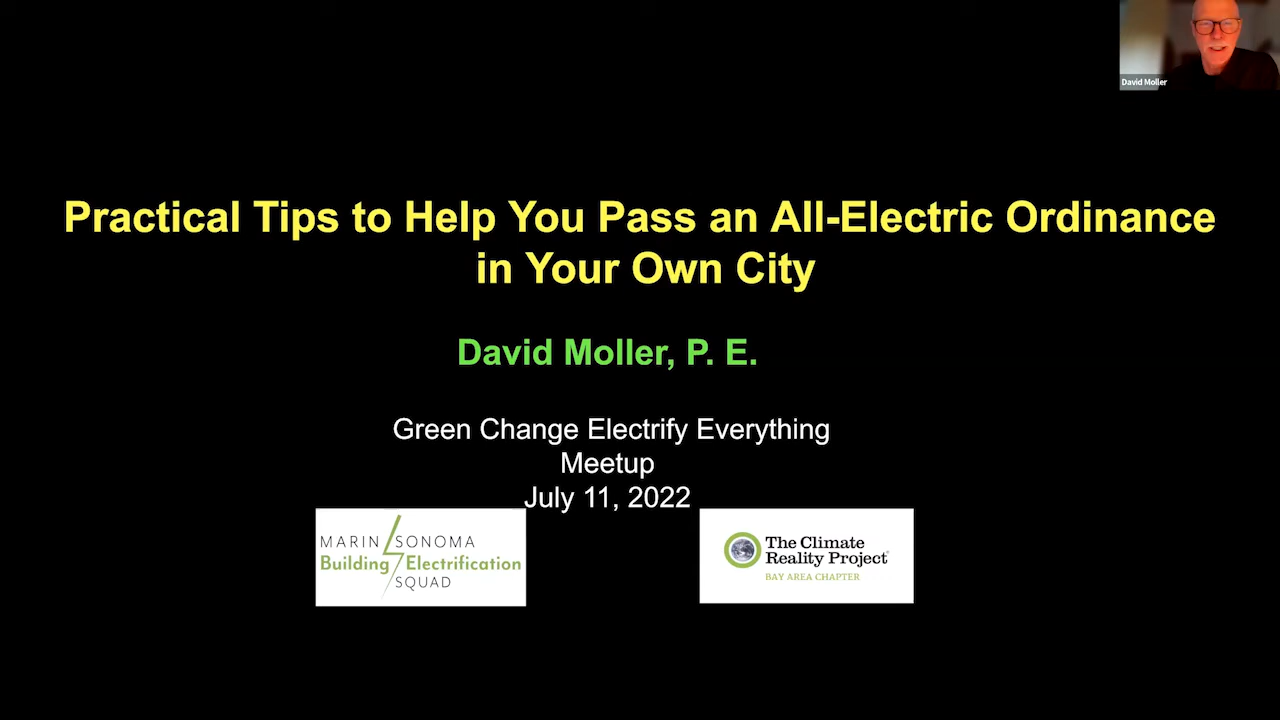 David Moller
Practical Tips to Help You Pass an All-Electric Ordinance
in Your Own City
David Moller, P. E.
Green Change Electrify Everything
Meetup
July 11, 2022
MARIN SONOMA
Building Electrification
SQUAD
The Climate
Reality Project
BAY AREA CHAPTER